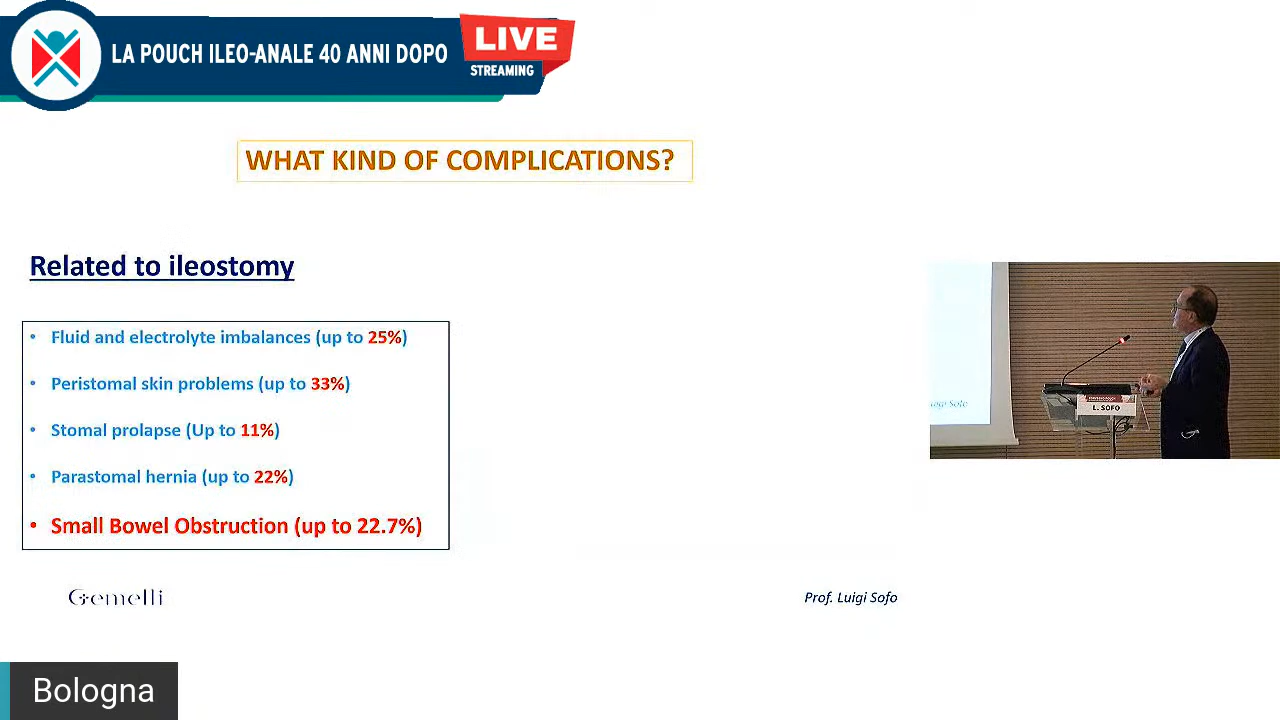 LA POUCH ILEO-ANALE 40 ANNI DOPO
LIVE
STREAMING
WHAT KIND OF COMPLICATIONS?
Related to ileostomy
• Fluid and electrolyte imbalances (up to 25%)
• Peristomal skin problems (up to 33%)
• Stomal prolapse (Up to 11%)
• Parastomal hernia (up to 22%)
• Small Bowel Obstruction (up to 22.7%)
L. SOFO
Gemelli
Prof. Luigi Sofo
Bologna